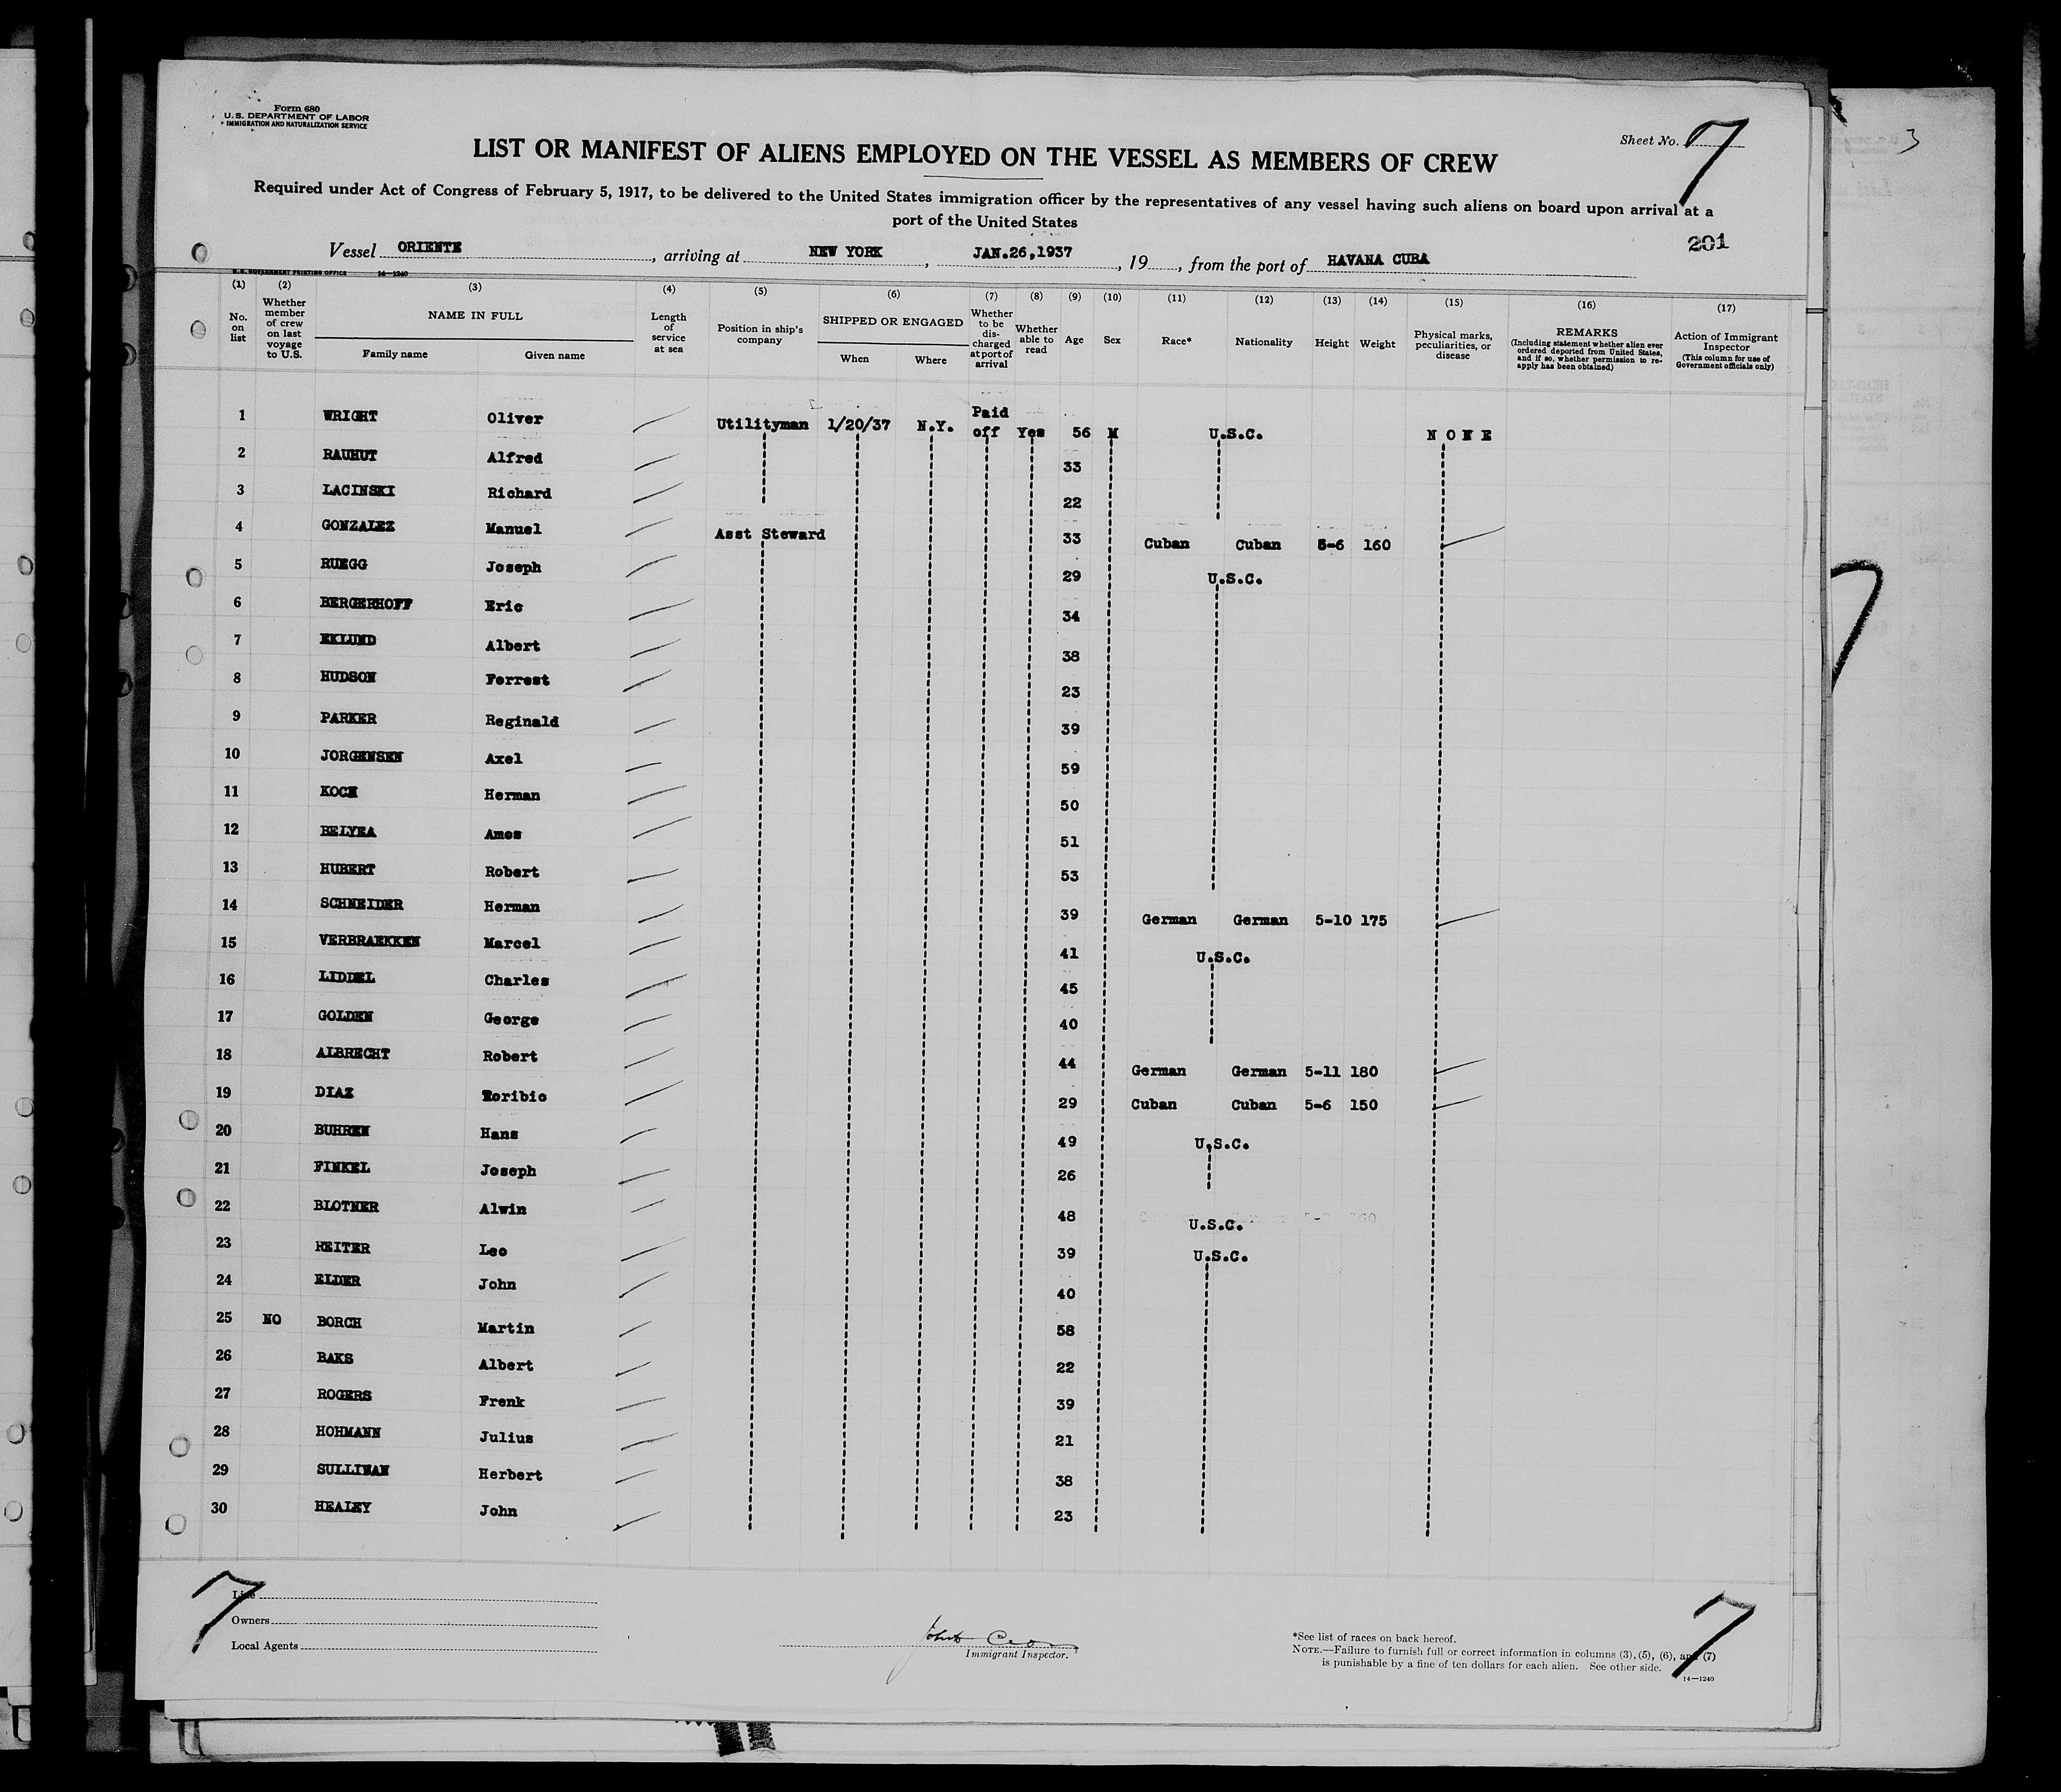 Form 680
U.S. DEPARTMENT OF LABOR
IMMIGRATION AND NATURALIZATION SERVICE
Sheet No. 7
LIST OR MANIFEST OF ALIENS EMPLOYED ON THE VESSEL AS MEMBERS OF CREW
Required under Act of Congress of February 5, 1917, to be delivered to the United States immigration officer by the representatives of any vessel having such aliens on board upon arrival at a
port of the United States
201
Vessel ORIENTE, arriving at NEW YORK, JAN.26,1937, 19, from the port of HAVANA CUBA
U.S. GOVERNMENT PRINTING OFFICE 14—1240
(1) (2) (3) (4) (5) (6) (7) (8) (9) (10) (11) (12) (13) (14) (15) (16) (17)
No. on list
Whether member of crew on last voyage to U.S.
NAME IN FULL
Family name Given name
Length of service at sea
Position in ship's company
SHIPPED OR ENGAGED
When Where
Whether to be discharged at port of arrival
Whether able to read
Age
Sex
Race*
Nationality
Height
Weight
Physical marks, peculiarities, or disease
REMARKS
(Including statement whether alien ever ordered deported from United States, and if so, whether permission to re-apply has been obtained)
Action of Immigrant Inspector
(This column for use of Government officials only)
1 WRIGHT Oliver Utilityman 1/20/37 N.Y. Paid off Yes 56 M U.S.C. NONE
2 RAUHUT Alfred 33
3 LACINSKI Richard 22
4 GONZALEZ Manuel Asst Steward 33 Cuban Cuban 5-6 160
5 RUEGG Joseph 29 U.S.C.
6 BERGERHOFF Eric 34
7 EKLUND Albert 38
8 HUDSON Forrest 23
9 PARKER Reginald 39
10 JORGENSEN Axel 59
11 KOCH Herman 50
12 BELYEA Amos 51
13 HUBERT Robert 53
14 SCHNEIDER Herman 39 German German 5-10 175
15 VERBRAEKKEN Marcel 41 U.S.C.
16 LIDDEL Charles 45
17 GOLDEN George 40
18 ALBRECHT Robert 44 German German 5-11 180
19 DIAZ Toribio 29 Cuban Cuban 5-6 150
20 BUHREN Hans 49 U.S.C.
21 FINKEL Joseph 26
22 BLOTNER Alwin 48 U.S.C.
23 REITER Leo 39 U.S.C.
24 ELDER John 40
25 NO BORCH Martin 58
26 BAKS Albert 22
27 ROGERS Frenk 39
28 HOHMANN Julius 21
29 SULLIVAN Herbert 38
30 HEALEY John 23
7
Line
Owners
Local Agents
John
Immigrant Inspector.
*See list of races on back hereof.
NOTE.—Failure to furnish full or correct information in columns (3), (5), (6), and (7)
is punishable by a fine of ten dollars for each alien. See other side.
14—1240
7
3